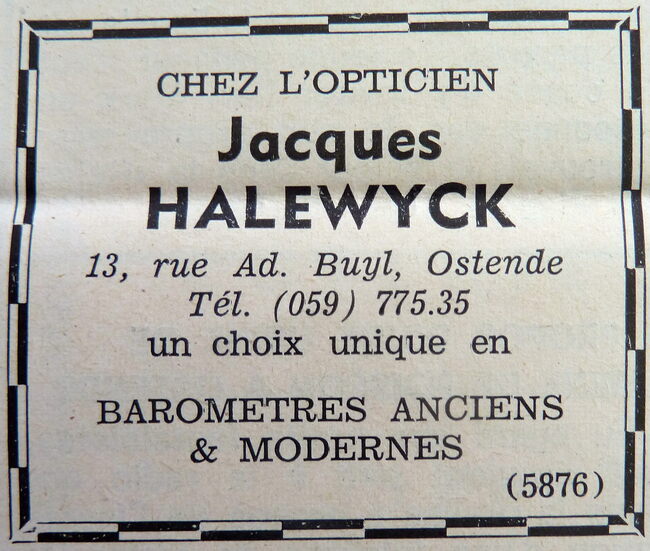 CHEZ L'OPTICIEN
Jacques
HALEWYCK
13, rue Ad. Buyl, Ostende
Tél. (059) 775.35
un choix unique en
BAROMETRES ANCIENS
& MODERNES
(5876)